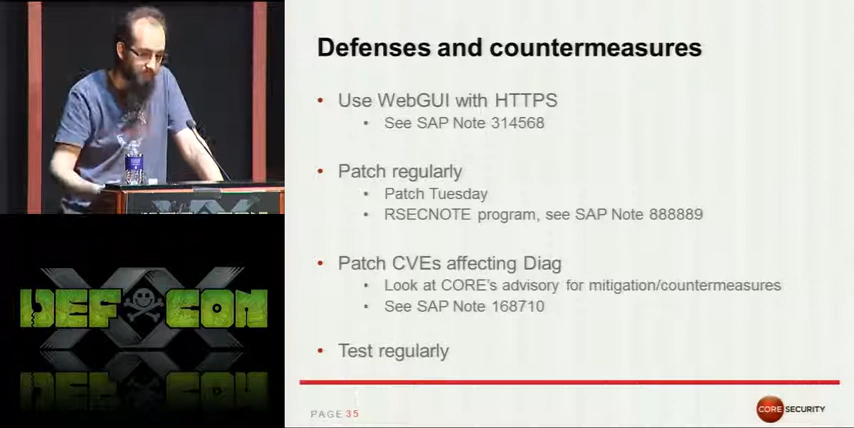 Defenses and countermeasures
• Use WebGUI with HTTPS
• See SAP Note 314568
• Patch regularly
• Patch Tuesday
• RSECNOTE program, see SAP Note 888889
• Patch CVEs affecting Diag
• Look at CORE's advisory for mitigation/countermeasures
• See SAP Note 168710
• Test regularly
PAGE 35
CORE SECURITY
DEF CON
XX